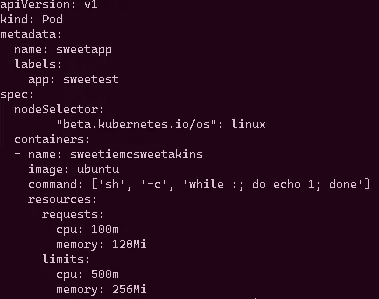 apiVersion: v1
kind: Pod
metadata:
  name: sweetapp
  labels:
    app: sweetest
spec:
  nodeSelector:
        "beta.kubernetes.io/os": linux
  containers:
  - name: sweetiemcsweetakins
    image: ubuntu
    command: ['sh', '-c', 'while :; do echo 1; done']
    resources:
      requests:
        cpu: 100m
        memory: 128Mi
      limits:
        cpu: 500m
        memory: 256Mi